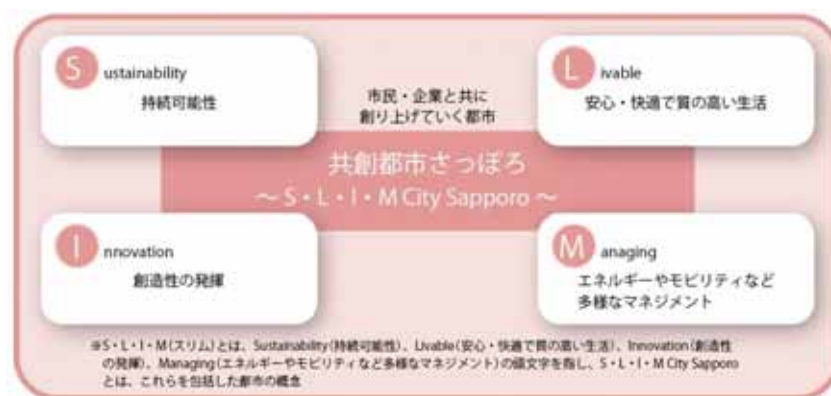 Sustainability
持続可能性
市民・企業と共に
創り上げていく都市
Livable
安心・快適で質の高い生活
共創都市さっぽろ
～ S・L・I・M City Sapporo ～
Innovation
創造性の発揮
Managing
エネルギーやモビリティなど
多様なマネジメント
※S・L・I・M(スリム)とは、Sustainability(持続可能性)、Livable(安心・快適で質の高い生活)、Innovation(創造性
の発揮)、Managing(エネルギーやモビリティなど多様なマネジメント)の頭文字を指し、S・L・I・M City Sapporo
とは、これらを包括した都市の概念